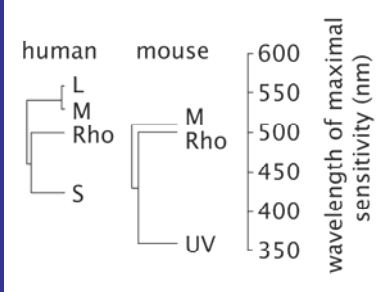 human
mouse
L
M
Rho
S
M
Rho
UV
600
550
500
450
400
350
wavelength of maximal
sensitivity (nm)